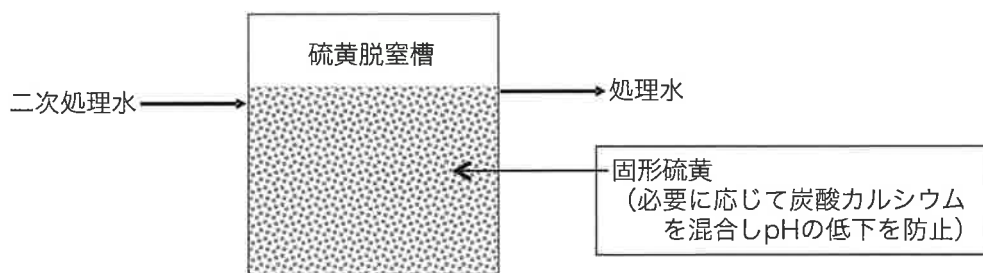 硫黄脱窒槽
二次処理水
処理水
固形硫黄
（必要に応じて炭酸カルシウム
を混合しpHの低下を防止）